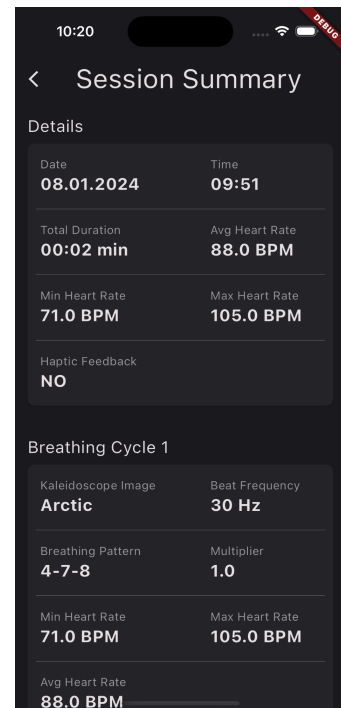 10:20
DEBUG
Session Summary
Details
Date Time
08.01.2024 09:51
Total Duration Avg Heart Rate
00:02 min 88.0 BPM
Min Heart Rate Max Heart Rate
71.0 BPM 105.0 BPM
Haptic Feedback
NO
Breathing Cycle 1
Kaleidoscope Image Beat Frequency
Arctic 30 Hz
Breathing Pattern Multiplier
4-7-8 1.0
Min Heart Rate Max Heart Rate
71.0 BPM 105.0 BPM
Avg Heart Rate
88.0 BPM